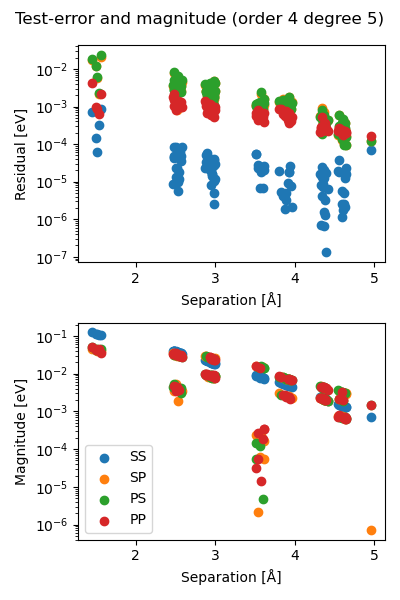 Test-error and magnitude (order 4 degree 5)
10⁻²
10⁻³
10⁻⁴
10⁻⁵
10⁻⁶
10⁻⁷
Residual [eV]
2 3 4 5
Separation [Å]
10⁻¹
10⁻²
10⁻³
10⁻⁴
10⁻⁵
10⁻⁶
Magnitude [eV]
SS
SP
PS
PP
2 3 4 5
Separation [Å]